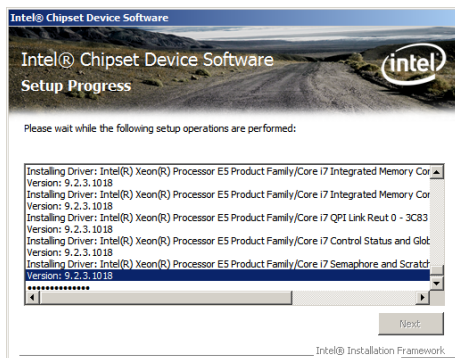 Intel® Chipset Device Software
Intel® Chipset Device Software
Setup Progress
intel
Please wait while the following setup operations are performed:
Installing Driver: Intel(R) Xeon(R) Processor E5 Product Family/Core i7 Integrated Memory Cor
Version: 9.2.3.1018
Installing Driver: Intel(R) Xeon(R) Processor E5 Product Family/Core i7 Integrated Memory Cor
Version: 9.2.3.1018
Installing Driver: Intel(R) Xeon(R) Processor E5 Product Family/Core i7 QPI Link Reut 0 - 3C83
Version: 9.2.3.1018
Installing Driver: Intel(R) Xeon(R) Processor E5 Product Family/Core i7 Control Status and Glob
Version: 9.2.3.1018
Installing Driver: Intel(R) Xeon(R) Processor E5 Product Family/Core i7 Semaphore and Scratch
Version: 9.2.3.1018
••••••••••••••
Next
Intel® Installation Framework